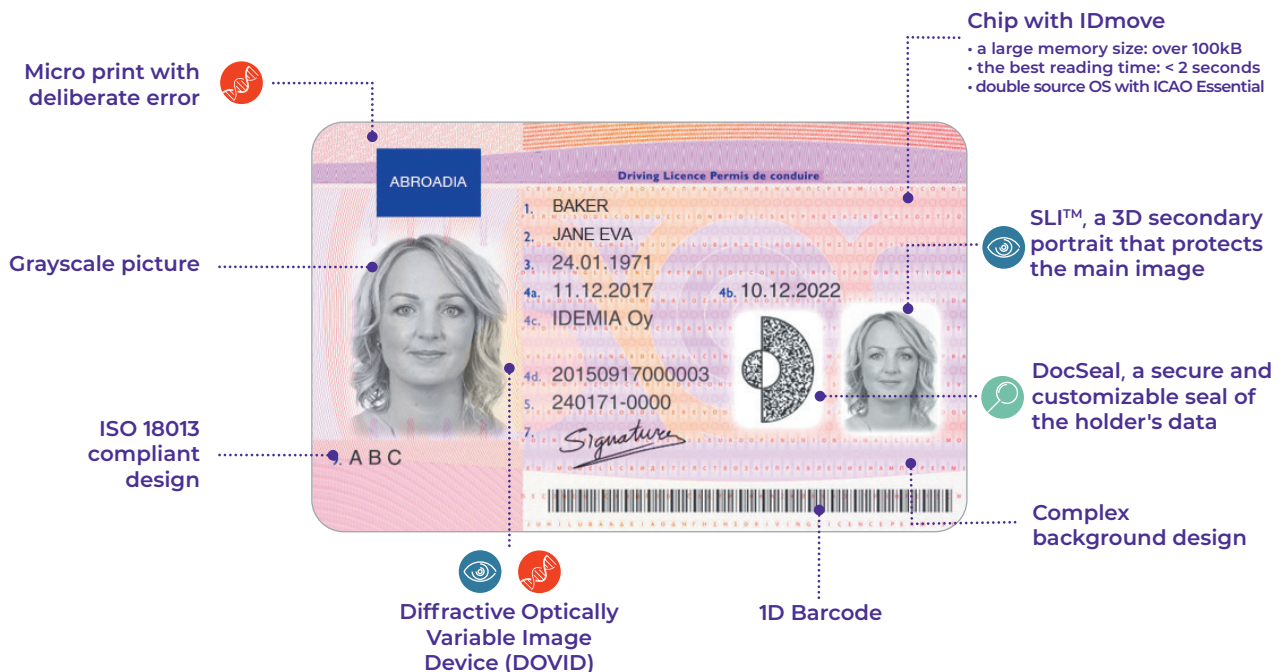 Chip with IDmove
• a large memory size: over 100kB
• the best reading time: < 2 seconds
• double source OS with ICAO Essential
Micro print with
deliberate error
ABROADIA
Driving Licence Permis de conduire
1. BAKER
2. JANE EVA
3. 24.01.1971
4a. 11.12.2017 4b. 10.12.2022
4c. IDEMIA Oy
4d. 20150917000003
5. 240171-0000
7. Signature
9. A B C
SLI™, a 3D secondary
portrait that protects
the main image
Grayscale picture
DocSeal, a secure and
customizable seal of
the holder's data
ISO 18013
compliant
design
Complex
background design
1D Barcode
Diffractive Optically
Variable Image
Device (DOVID)